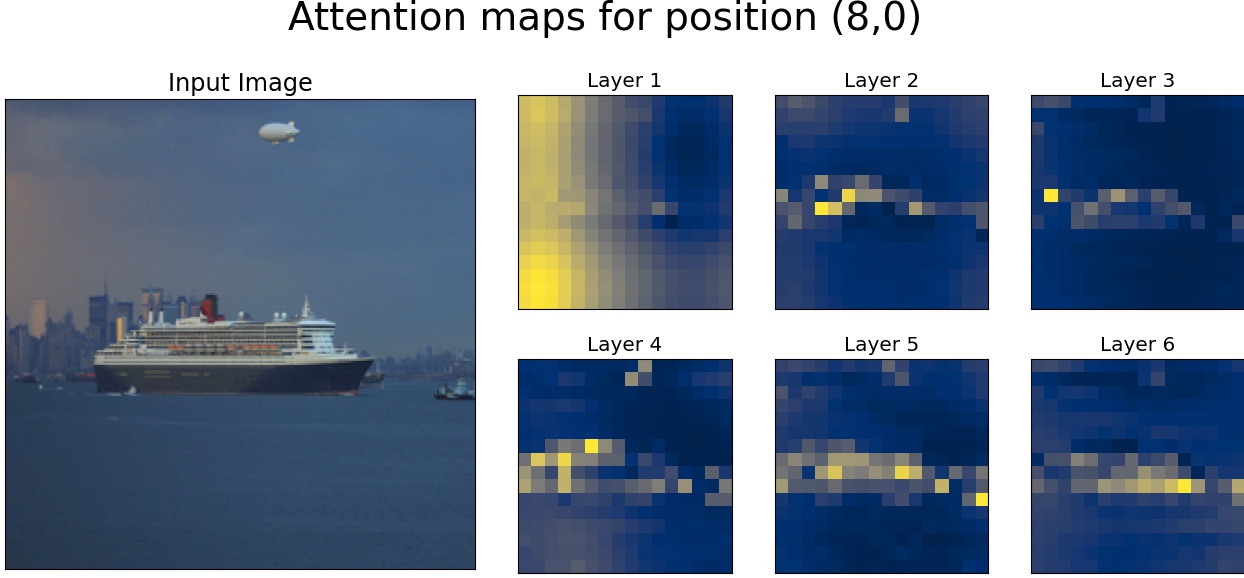 Attention maps for position (8,0)
Input Image
Layer 1
Layer 2
Layer 3
Layer 4
Layer 5
Layer 6